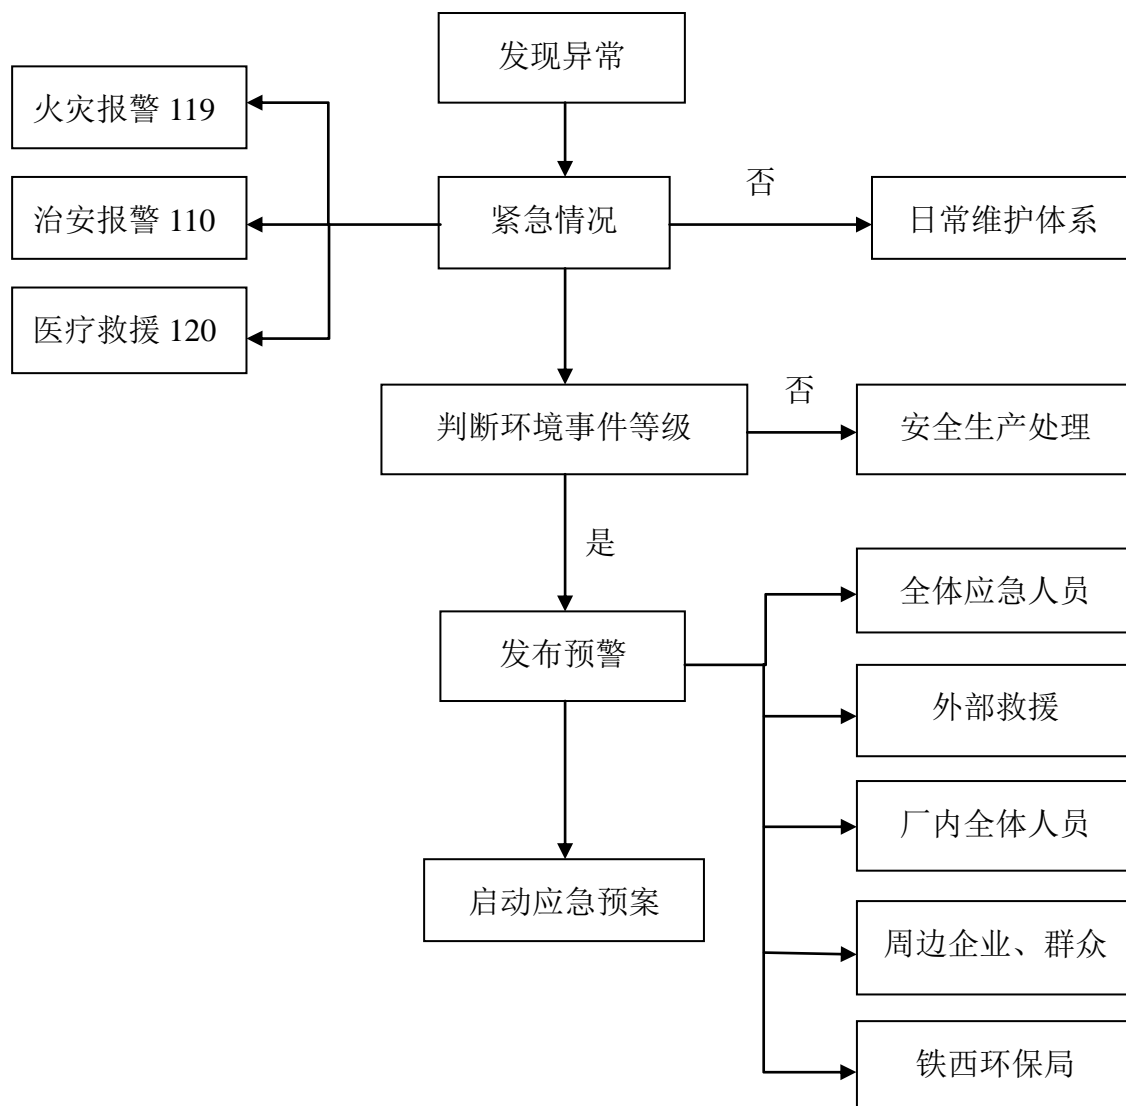 发现异常
火灾报警 119
否
治安报警 110
紧急情况
日常维护体系
医疗救援 120
否
判断环境事件等级
安全生产处理
是
全体应急人员
发布预警
外部救援
厂内全体人员
启动应急预案
周边企业、群众
铁西环保局